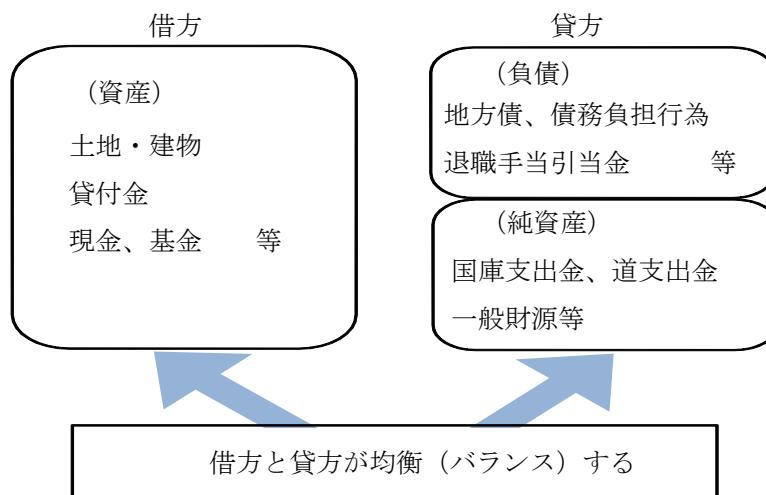 借方
(資産)
土地・建物
貸付金
現金、基金 等
貸方
(負債)
地方債、債務負担行為
退職手当引当金 等
(純資産)
国庫支出金、道支出金
一般財源等
借方と貸方が均衡(バランス)する